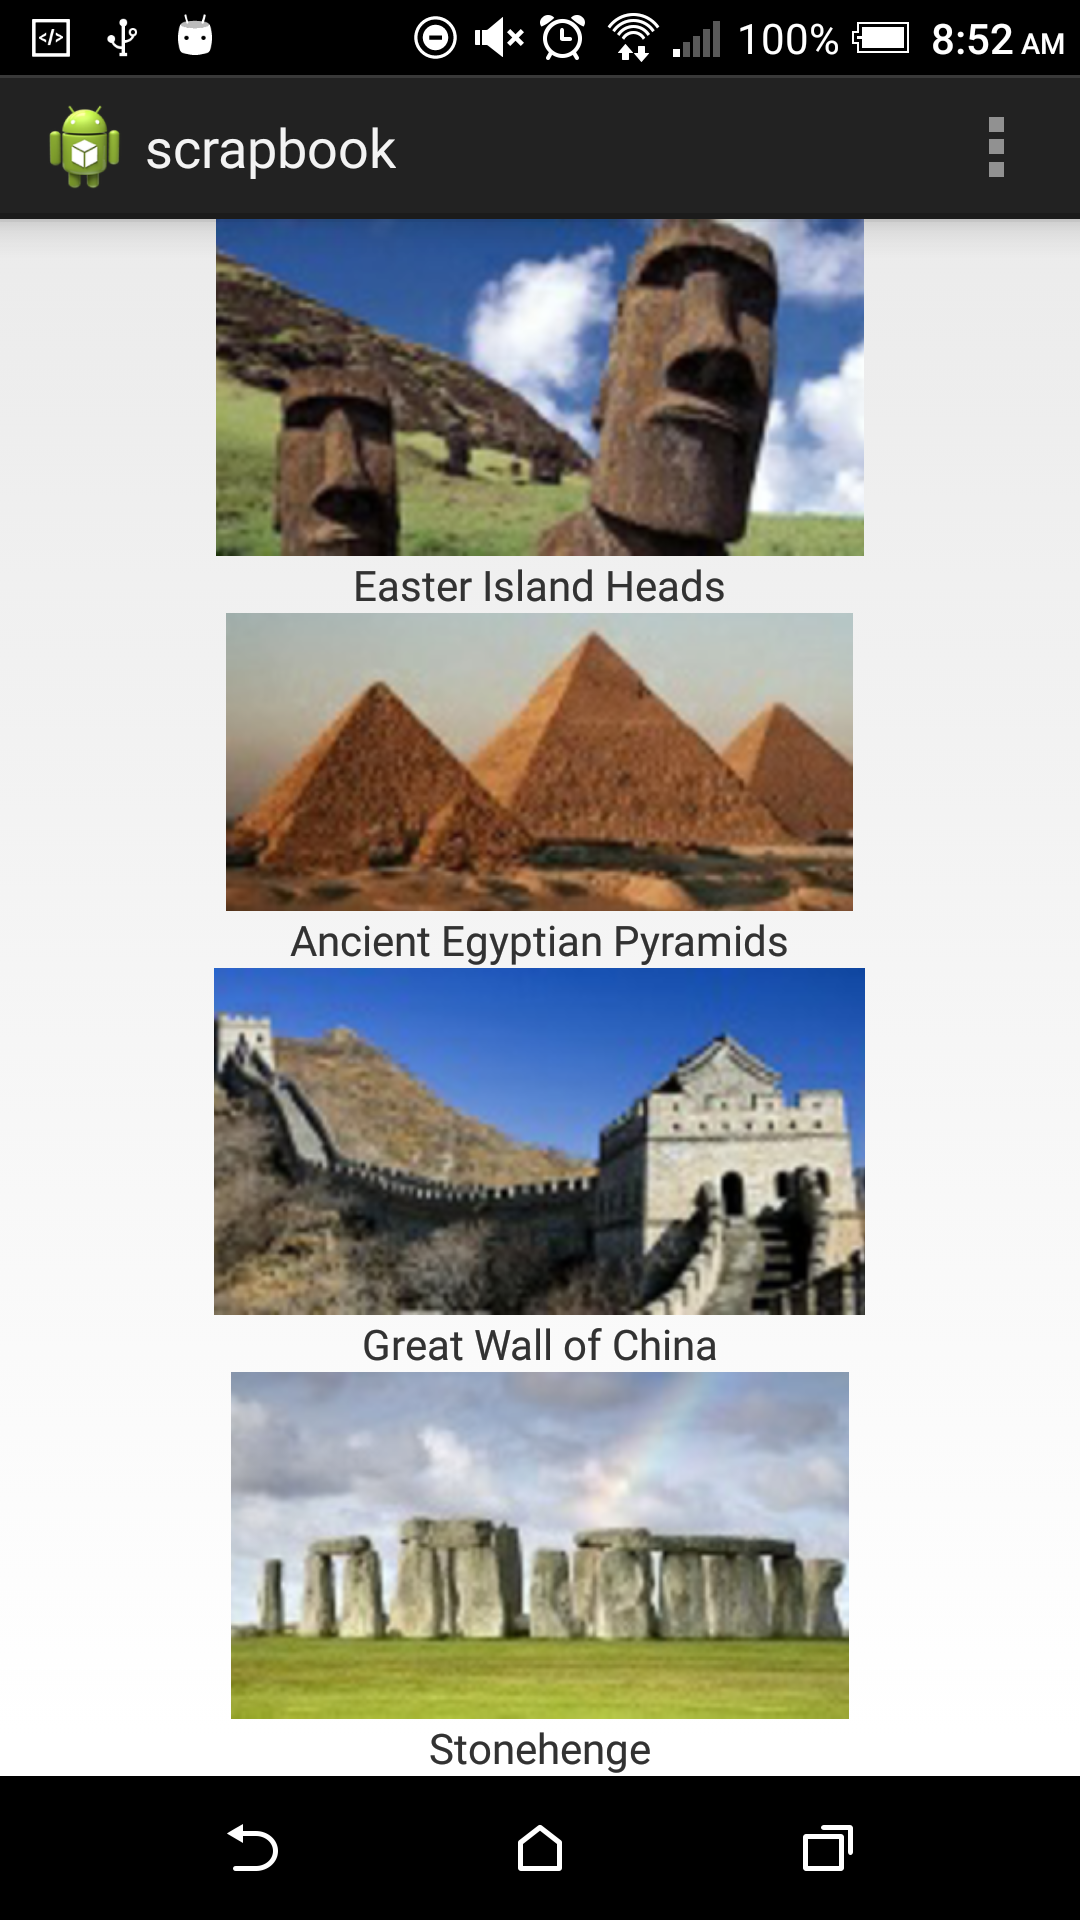 100% 8:52 AM
scrapbook
Easter Island Heads
Ancient Egyptian Pyramids
Great Wall of China
Stonehenge